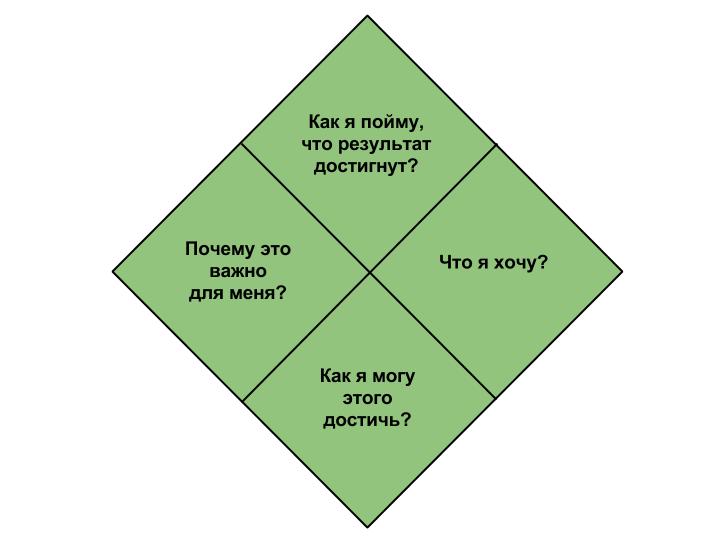 Как я пойму,
что результат
достигнут?
Почему это
важно
для меня?
Что я хочу?
Как я могу
этого
достичь?